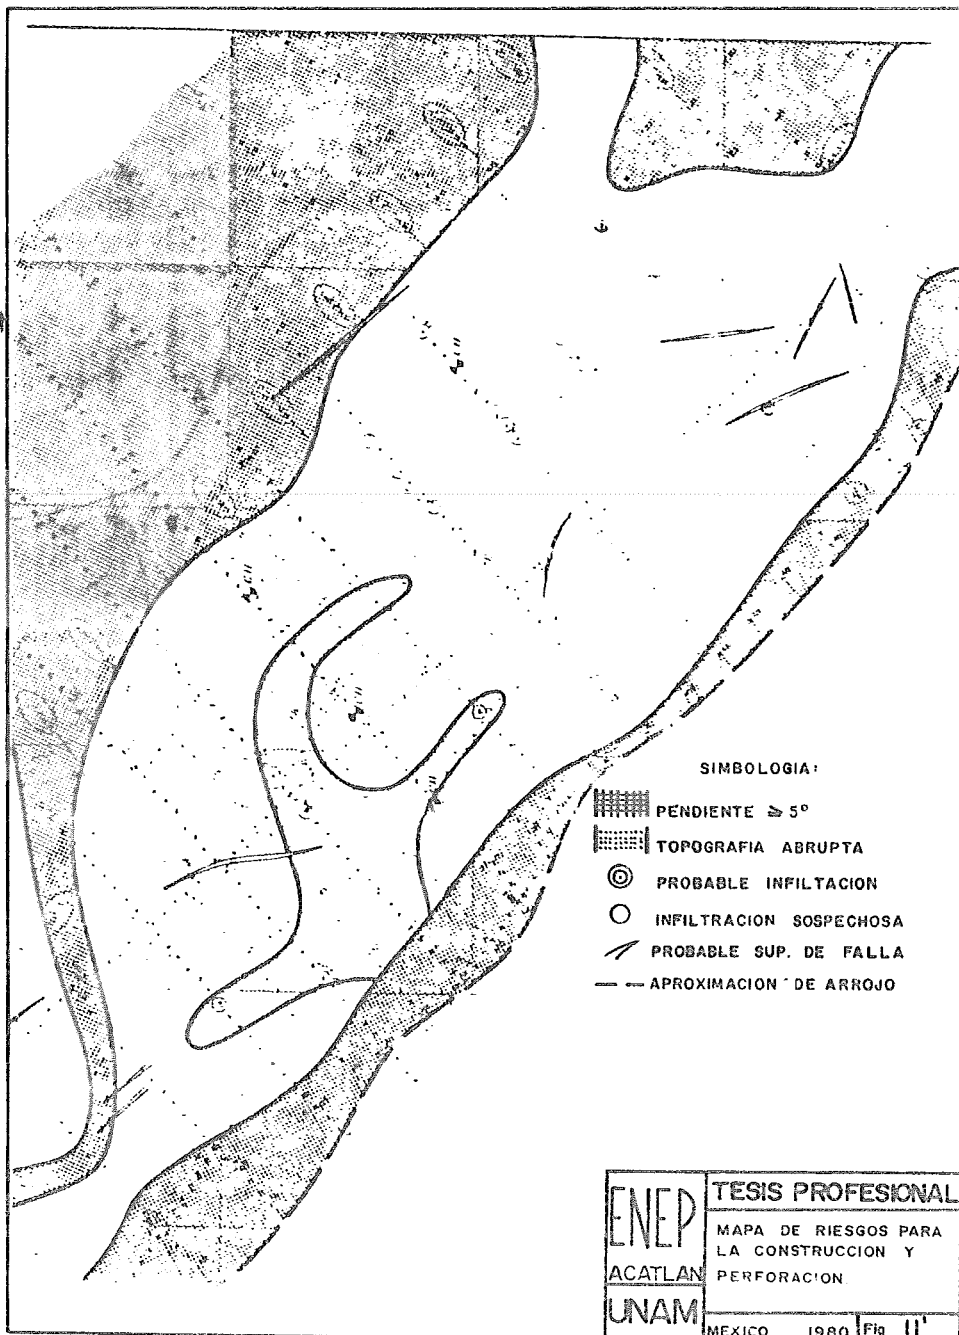 SIMBOLOGIA:
PENDIENTE ≥ 5°
TOPOGRAFIA ABRUPTA
PROBABLE INFILTACION
INFILTRACION SOSPECHOSA
PROBABLE SUP. DE FALLA
APROXIMACION DE ARROJO
ENEP
ACATLAN
UNAM
TESIS PROFESIONAL
MAPA DE RIESGOS PARA
LA CONSTRUCCION Y
PERFORACION
MEXICO 1980 Fig 11'